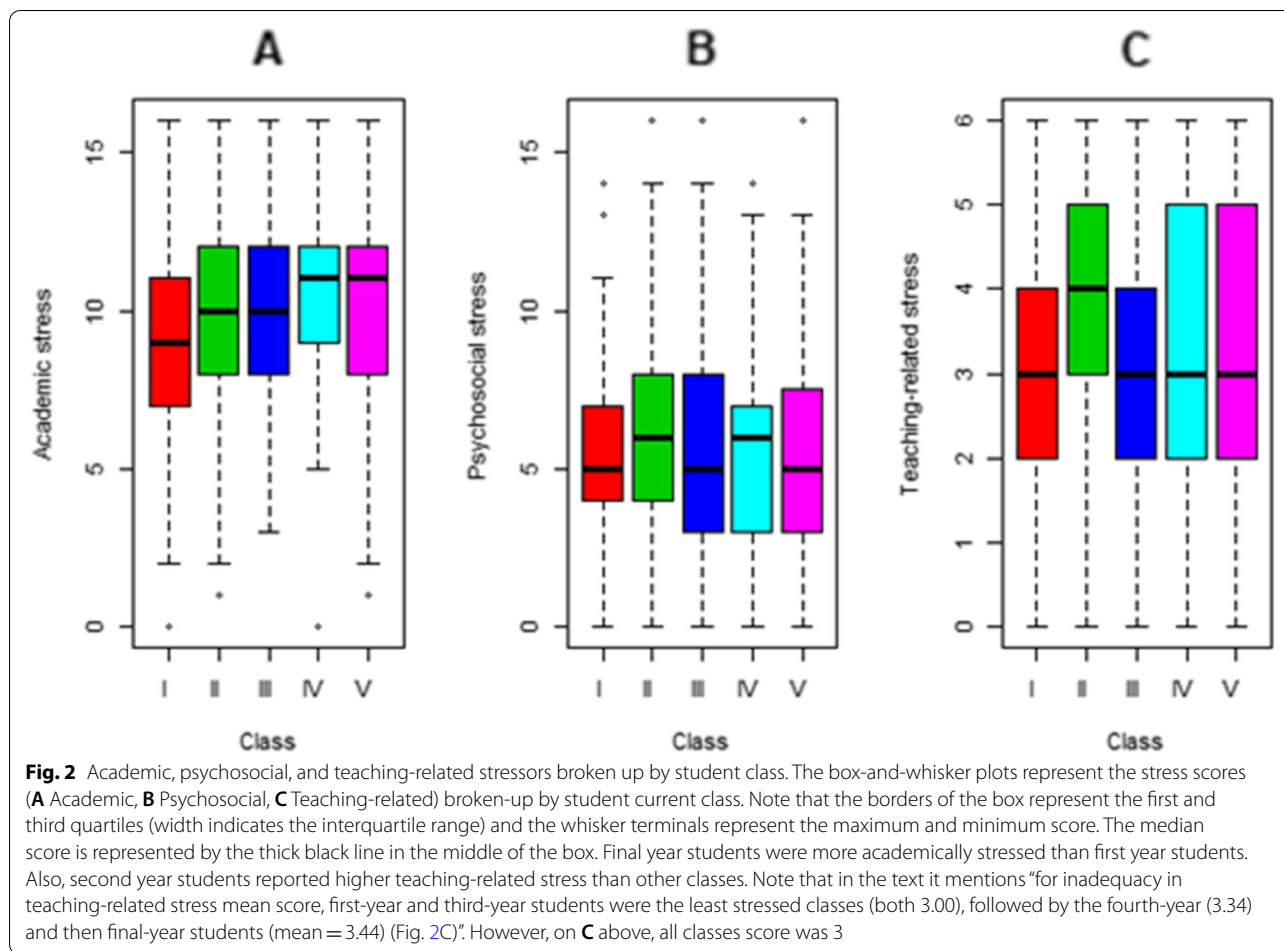 A
B
C
Academic stress
15
10
5
0
I II III IV V
Class
Psychosocial stress
15
10
5
0
I II III IV V
Class
Teaching-related stress
6
5
4
3
2
1
0
I II III IV V
Class
Fig. 2 Academic, psychosocial, and teaching-related stressors broken up by student class. The box-and-whisker plots represent the stress scores
(A Academic, B Psychosocial, C Teaching-related) broken-up by student current class. Note that the borders of the box represent the first and
third quartiles (width indicates the interquartile range) and the whisker terminals represent the maximum and minimum score. The median
score is represented by the thick black line in the middle of the box. Final year students were more academically stressed than first year students.
Also, second year students reported higher teaching-related stress than other classes. Note that in the text it mentions “for inadequacy in
teaching-related stress mean score, first-year and third-year students were the least stressed classes (both 3.00), followed by the fourth-year (3.34)
and then final-year students (mean = 3.44) (Fig. 2C)”. However, on C above, all classes score was 3